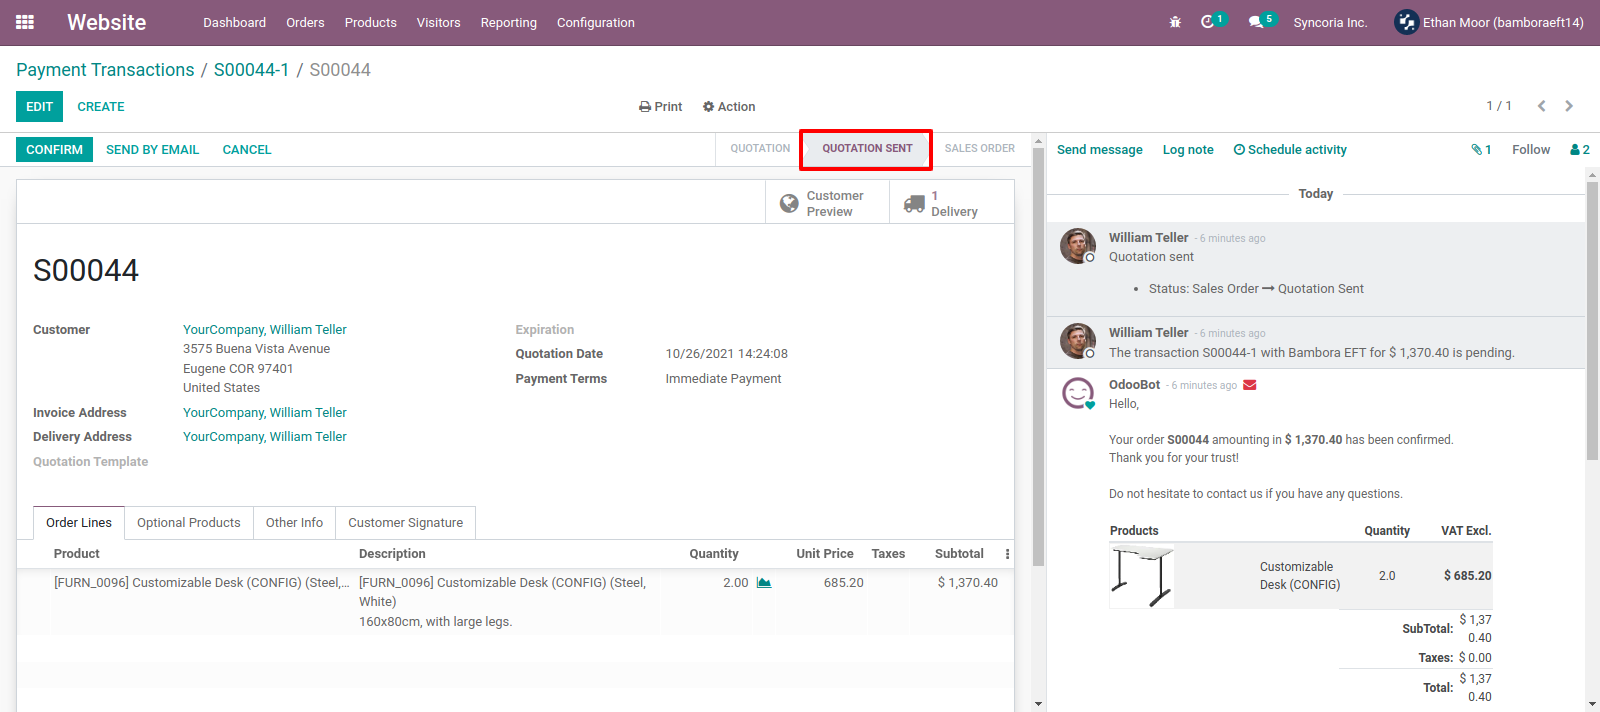 Website
Dashboard Orders Products Visitors Reporting Configuration
1 5 Syncoria Inc. Ethan Moor (bamboraeft14)
Payment Transactions / S00044-1 / S00044
EDIT CREATE
Print Action
1 / 1
CONFIRM SEND BY EMAIL CANCEL
QUOTATION QUOTATION SENT SALES ORDER
Customer
Preview
1
Delivery
S00044
Customer YourCompany, William Teller
3575 Buena Vista Avenue
Eugene COR 97401
United States
Invoice Address YourCompany, William Teller
Delivery Address YourCompany, William Teller
Quotation Template
Expiration
Quotation Date 10/26/2021 14:24:08
Payment Terms Immediate Payment
Order Lines Optional Products Other Info Customer Signature
Product Description Quantity Unit Price Taxes Subtotal
[FURN_0096] Customizable Desk (CONFIG) (Steel,... [FURN_0096] Customizable Desk (CONFIG) (Steel, 2.00 685.20 $ 1,370.40
White)
160x80cm, with large legs.
Send message Log note Schedule activity 1 Follow 2
Today
William Teller - 6 minutes ago
Quotation sent
• Status: Sales Order → Quotation Sent
William Teller - 6 minutes ago
The transaction S00044-1 with Bambora EFT for $ 1,370.40 is pending.
OdooBot - 6 minutes ago
Hello,
Your order S00044 amounting in $ 1,370.40 has been confirmed.
Thank you for your trust!
Do not hesitate to contact us if you have any questions.
Products Quantity VAT Excl.
Customizable
Desk (CONFIG) 2.0 $ 685.20
SubTotal: $ 1,37
0.40
Taxes: $ 0.00
Total: $ 1,37
0.40